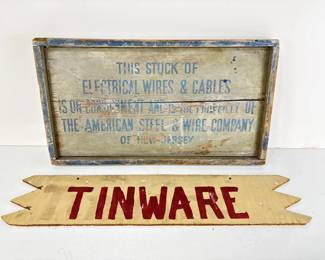 THIS STOCK OF
ELECTRICAL WIRES & CABLES
IS ON CONSIGNMENT AND IS THE PROPERTY OF
THE AMERICAN STEEL & WIRE COMPANY
OF NEW JERSEY
TINWARE